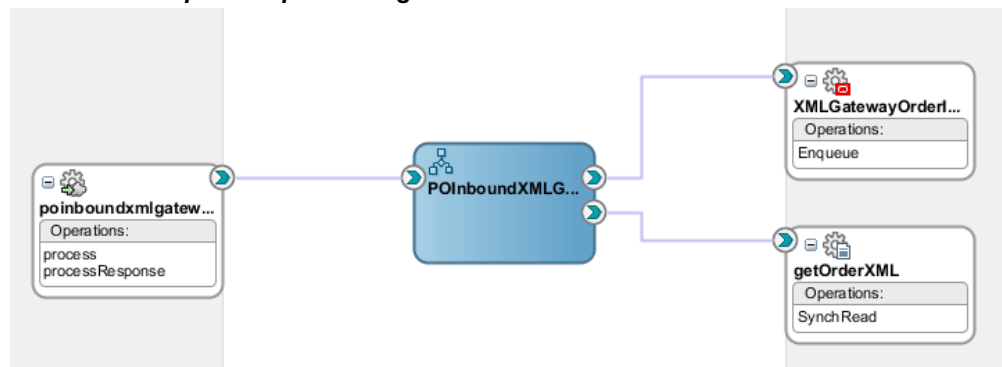 poinboundxmlgatew...
Operations:
process
processResponse
POInboundXMLG...
XMLGatewayOrderI...
Operations:
Enqueue
getOrderXML
Operations:
SynchRead